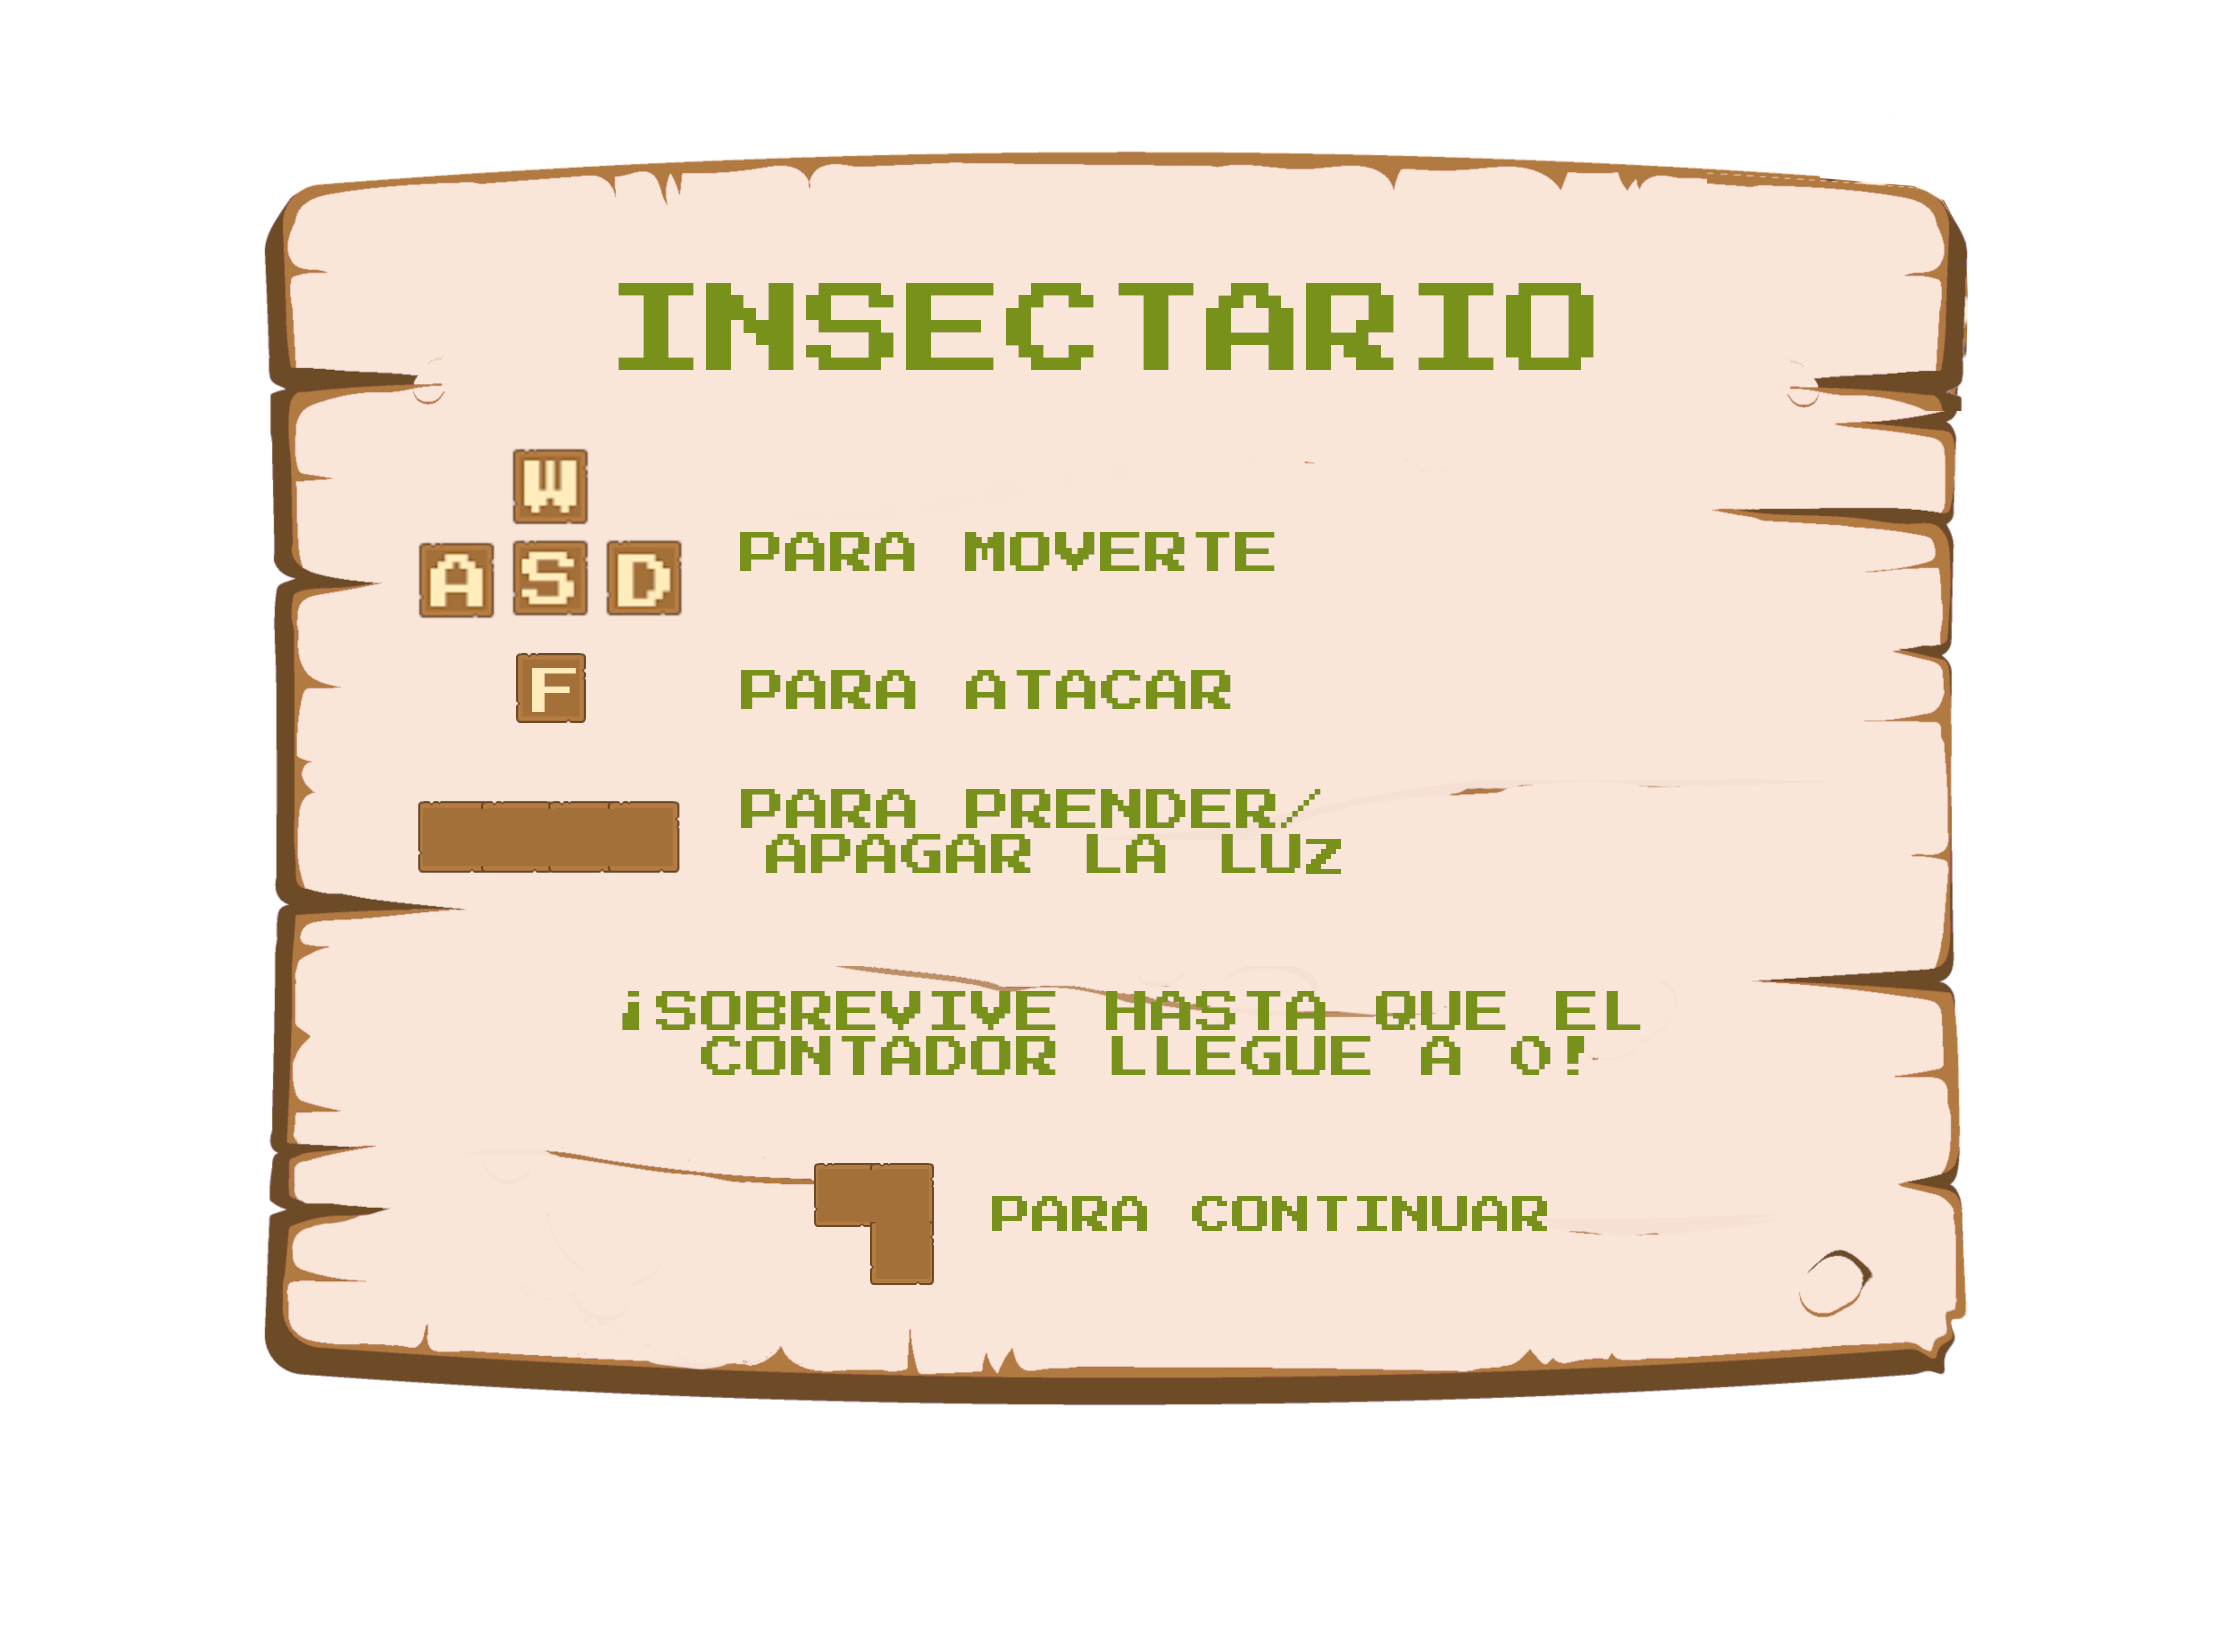 INSECTARIO
W
A S D
PARA MOVERTE
F
PARA ATACAR
PARA PRENDER/
APAGAR LA LUZ
¡SOBREVIVE HASTA QUE EL
CONTADOR LLEGUE A 0!
PARA CONTINUAR